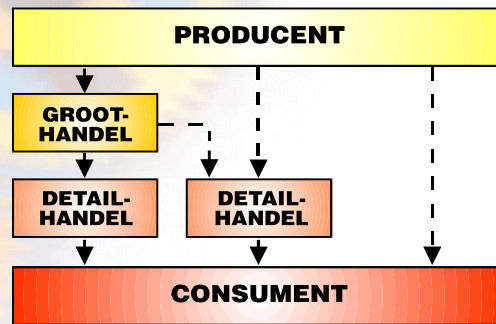 PRODUCENT
GROOT-
HANDEL
DETAIL-
HANDEL
DETAIL-
HANDEL
CONSUMENT